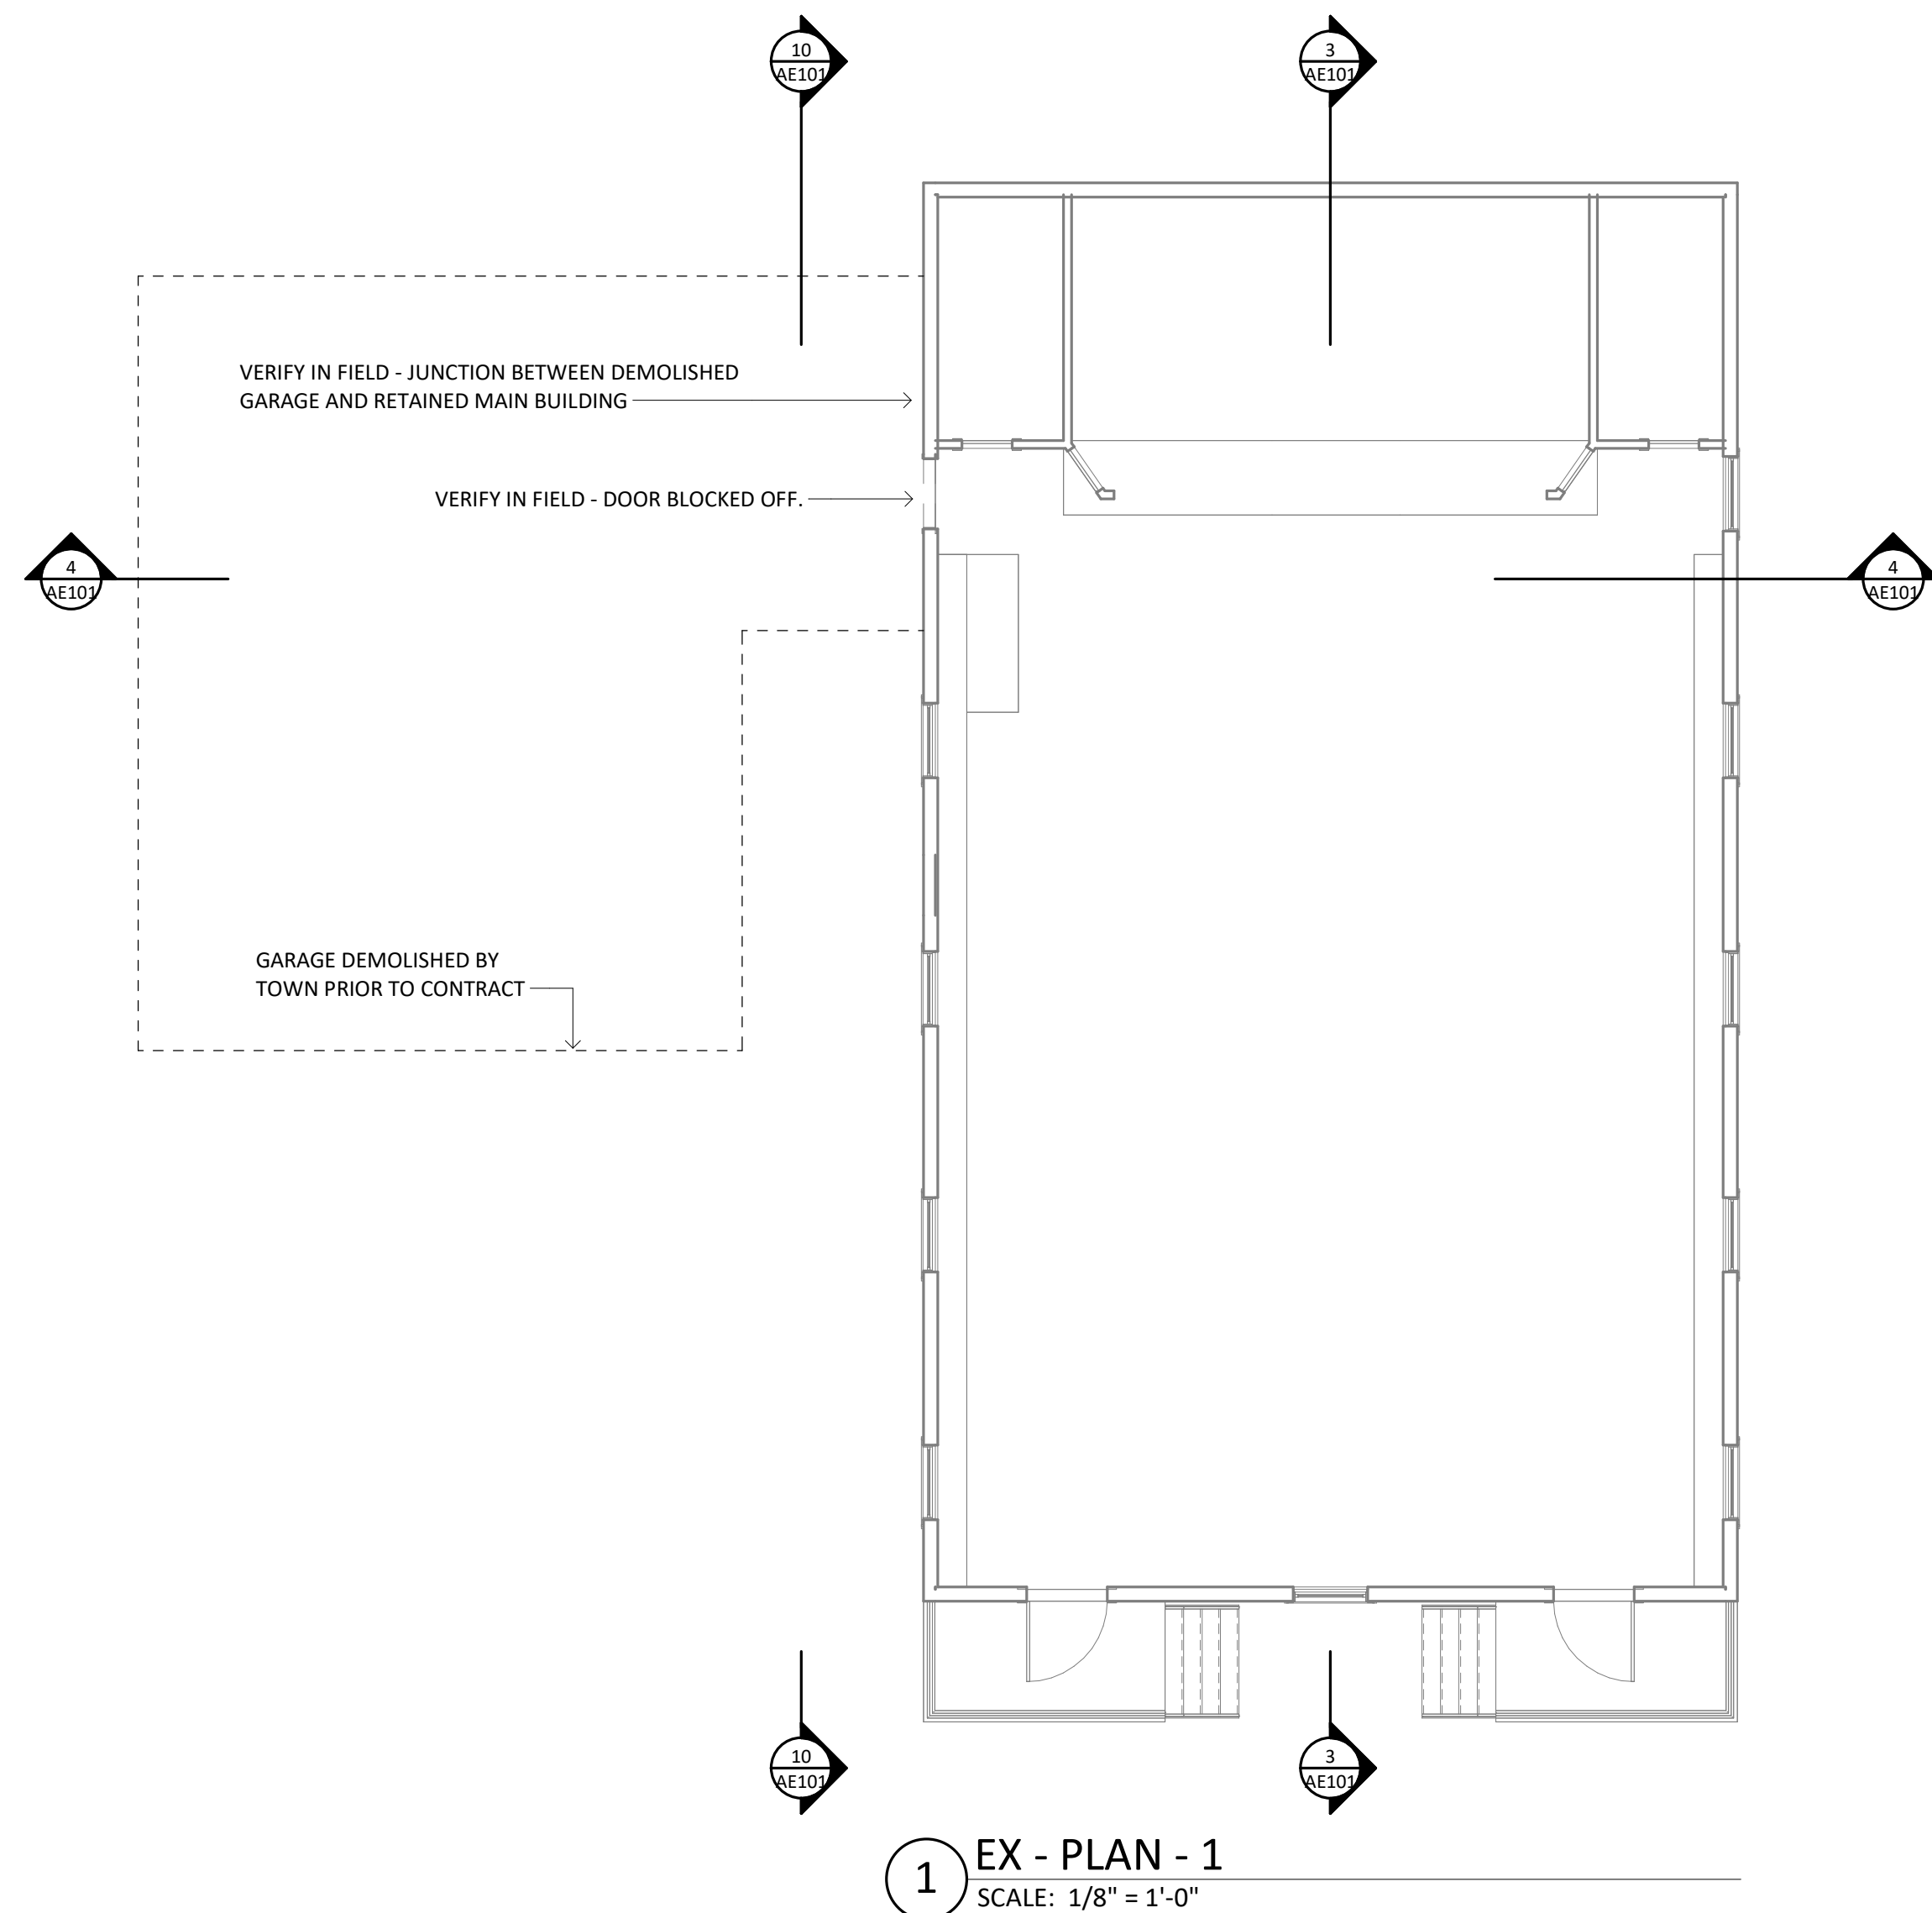 10
AE101
3
AE101
VERIFY IN FIELD - JUNCTION BETWEEN DEMOLISHED
GARAGE AND RETAINED MAIN BUILDING
VERIFY IN FIELD - DOOR BLOCKED OFF.
4
AE101
4
AE101
GARAGE DEMOLISHED BY
TOWN PRIOR TO CONTRACT
10
AE101
3
AE101
1
EX - PLAN - 1
SCALE: 1/8" = 1'-0"